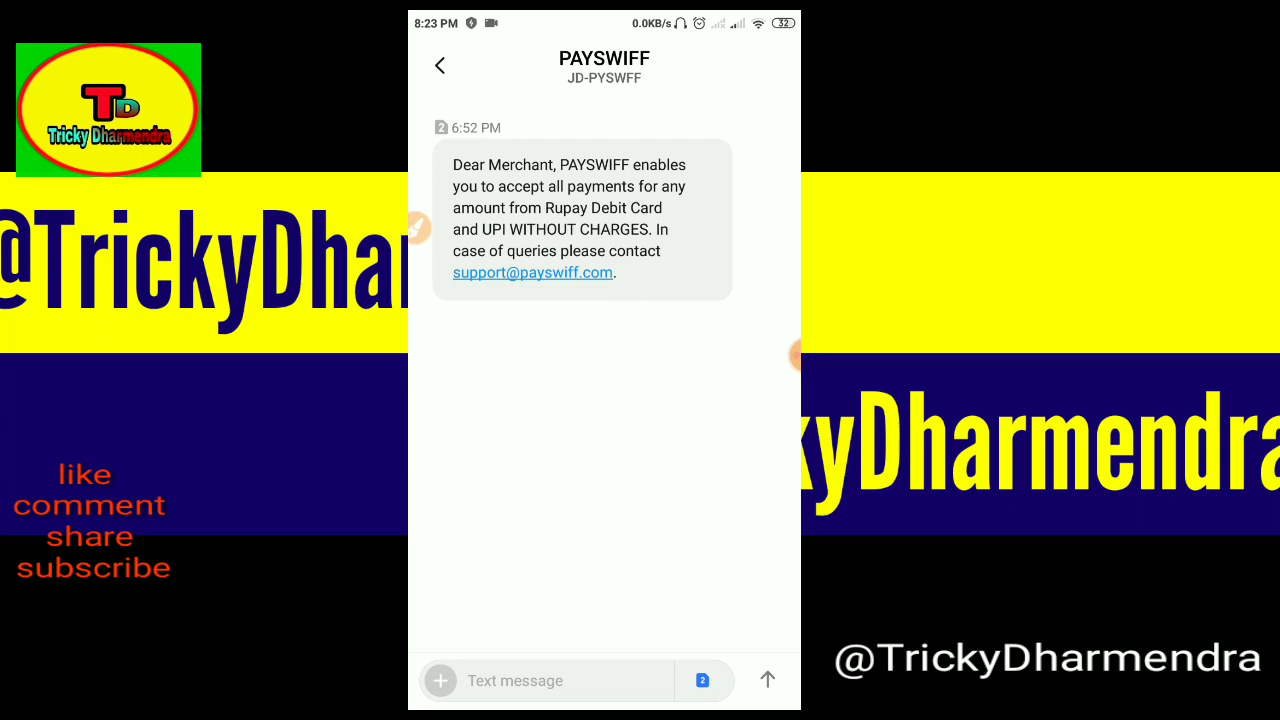 8:23 PM
0.0KB/s
32
PAYSWIFF
JD-PYSWFF
TD
Tricky Dharmendra
2 6:52 PM
Dear Merchant, PAYSWIFF enables
you to accept all payments for any
amount from Rupay Debit Card
and UPI WITHOUT CHARGES. In
case of queries please contact
support@payswiff.com.
@TrickyDhar
kyDharmendra
like
comment
share
subscribe
@TrickyDharmendra
Text message
2